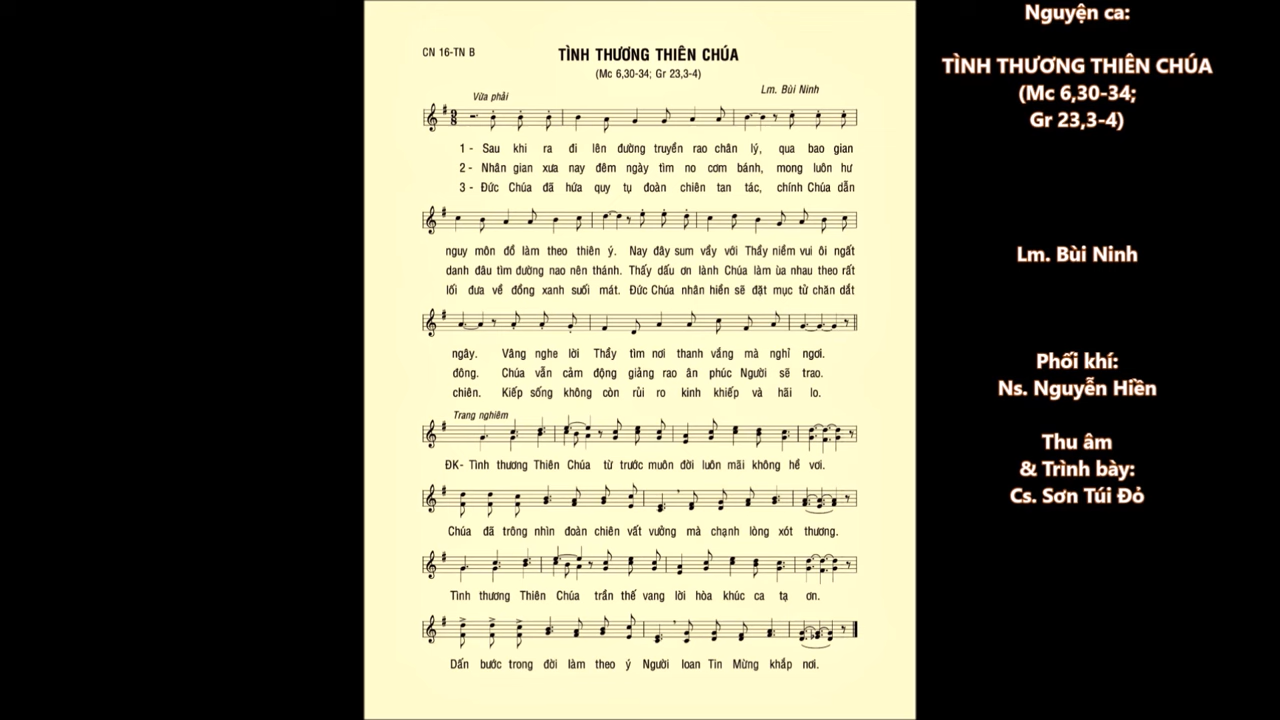 CN 16-TN B
TÌNH THƯƠNG THIÊN CHÚA
(Mc 6,30-34; Gr 23,3-4)
Lm. Bùi Ninh
Vừa phải
1 - Sau khi ra đi lên đường truyền rao chân lý, qua bao gian
2 - Nhân gian xưa nay đêm ngày tìm no cơm bánh, mong luôn hư
3 - Đức Chúa đã hứa quy tụ đoàn chiên tan tác, chính Chúa dẫn
nguy môn đồ làm theo thiên ý. Nay đây sum vầy với Thầy niềm vui ôi ngất
danh đâu tìm đường nao nên thánh. Thấy dấu ơn lành Chúa làm ùa nhau theo rất
lối đưa về đồng xanh suối mát. Đức Chúa nhân hiền sẽ đặt mục tử chăn dắt
ngây. Vâng nghe lời Thầy tìm nơi thanh vắng mà nghỉ ngơi.
đông. Chúa vẫn cảm động giảng rao ân phúc Người sẽ trao.
chiên. Kiếp sống không còn rủi ro kinh khiếp và hãi lo.
Trang nghiêm
ĐK- Tình thương Thiên Chúa từ trước muôn đời luôn mãi không hề vơi.
Chúa đã trông nhìn đoàn chiên vất vưởng mà chạnh lòng xót thương.
Tình thương Thiên Chúa trần thế vang lời hòa khúc ca tạ ơn.
Dấn bước trong đời làm theo ý Người loan Tin Mừng khắp nơi.
Nguyện ca:
TÌNH THƯƠNG THIÊN CHÚA
(Mc 6,30-34;
Gr 23,3-4)
Lm. Bùi Ninh
Phối khí:
Ns. Nguyễn Hiền
Thu âm
& Trình bày:
Cs. Sơn Túi Đỏ